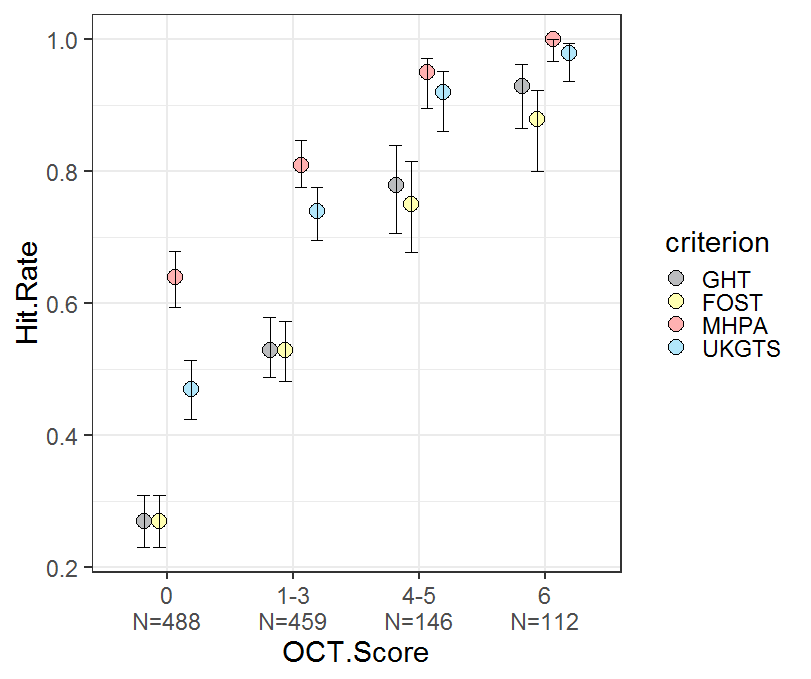 1.0
0.8
0.6
0.4
0.2
Hit.Rate
0 1-3 4-5 6
N=488 N=459 N=146 N=112
OCT.Score
criterion
GHT
FOST
MHPA
UKGTS